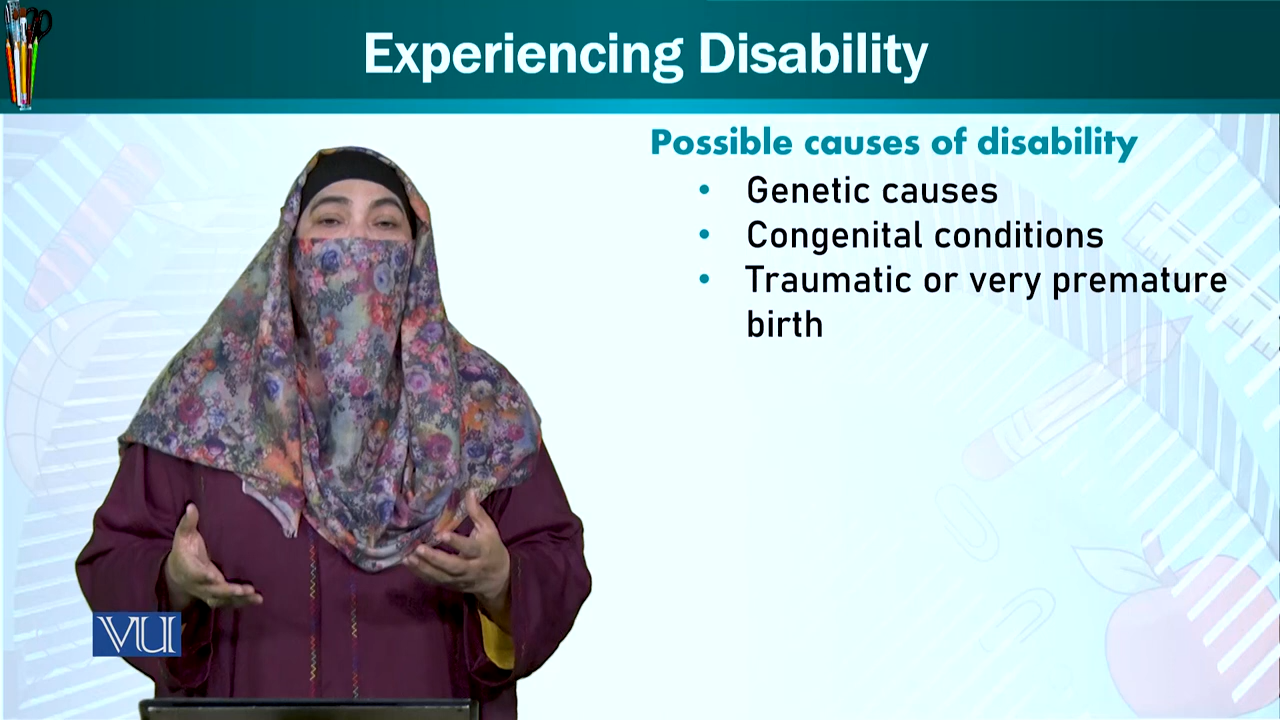 Experiencing Disability
Possible causes of disability
• Genetic causes
• Congenital conditions
• Traumatic or very premature
birth
VU